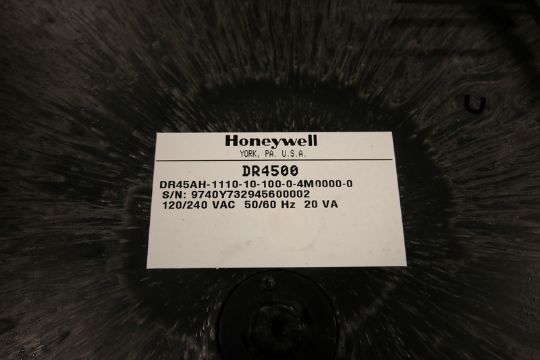 Honeywell
YORK, PA. U.S.A.
DR4500
DR45AH-1110-10-100-0-4M0000-0
S/N: 9740Y732945600002
120/240 VAC 50/60 Hz 20 VA